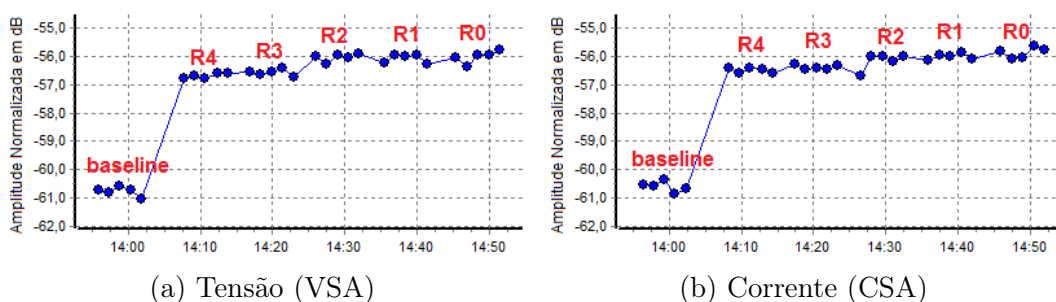 Amplitude Normalizada em dB
-55,0
-56,0
-57,0
-58,0
-59,0
-60,0
-61,0
-62,0
baseline
R4
R3
R2
R1
R0
14:00
14:10
14:20
14:30
14:40
14:50
(a) Tensão (VSA)
Amplitude Normalizada em dB
-55,0
-56,0
-57,0
-58,0
-59,0
-60,0
-61,0
-62,0
baseline
R4
R3
R2
R1
R0
14:00
14:10
14:20
14:30
14:40
14:50
(b) Corrente (CSA)